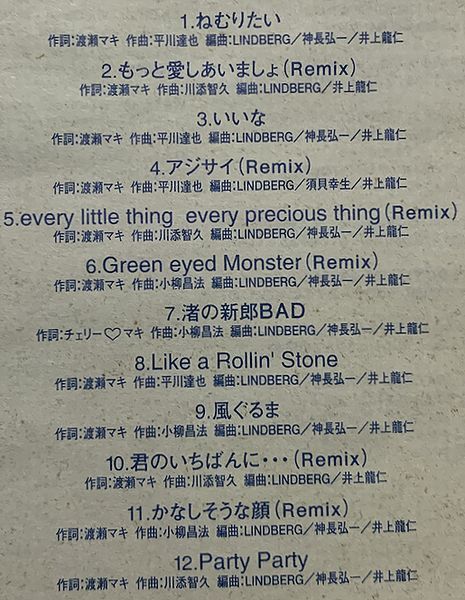 1.ねむりたい
作詞:渡瀬マキ 作曲:平川達也 編曲:LINDBERG／神長弘一／井上龍仁
2.もっと愛しあいましょ(Remix)
作詞:渡瀬マキ 作曲:川添智久 編曲:LINDBERG／井上龍仁
3.いいな
作詞:渡瀬マキ 作曲:平川達也 編曲:LINDBERG／神長弘一／井上龍仁
4.アジサイ(Remix)
作詞:渡瀬マキ 作曲:平川達也 編曲:LINDBERG／須貝幸生／井上龍仁
5.every little thing every precious thing(Remix)
作詞:渡瀬マキ 作曲:川添智久 編曲:LINDBERG／神長弘一／井上龍仁
6.Green eyed Monster(Remix)
作詞:渡瀬マキ 作曲:小柳昌法 編曲:LINDBERG／神長弘一／井上龍仁
7.渚の新郎BAD
作詞:チェリー♡マキ 作曲:小柳昌法 編曲:LINDBERG／神長弘一／井上龍仁
8.Like a Rollin' Stone
作詞:渡瀬マキ 作曲:平川達也 編曲:LINDBERG／神長弘一／井上龍仁
9.風ぐるま
作詞:渡瀬マキ 作曲:小柳昌法 編曲:LINDBERG／神長弘一／井上龍仁
10.君のいちばんに・・・(Remix)
作詞:渡瀬マキ 作曲:川添智久 編曲:LINDBERG／井上龍仁
11.かなしそうな顔(Remix)
作詞:渡瀬マキ 作曲:小柳昌法 編曲:LINDBERG／神長弘一／井上龍仁
12.Party Party
作詞:渡瀬マキ 作曲:川添智久 編曲:LINDBERG／神長弘一／井上龍仁